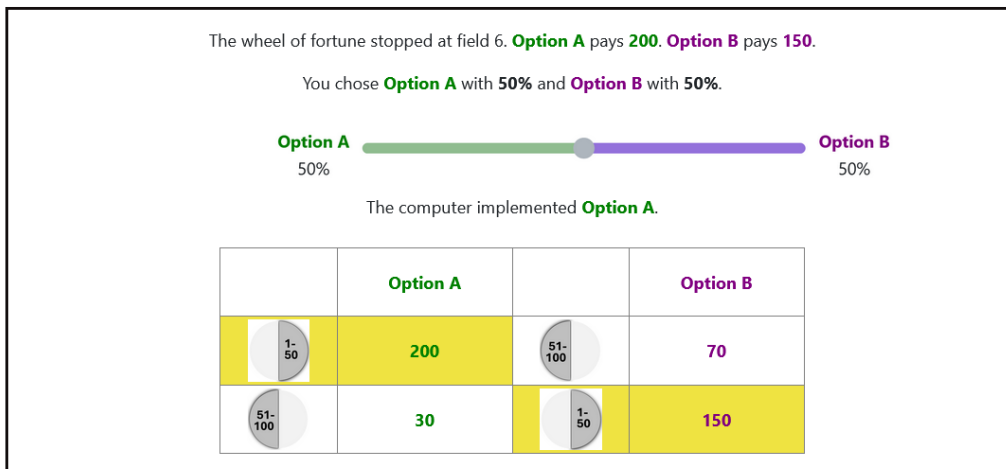 The wheel of fortune stopped at field 6. Option A pays 200. Option B pays 150.
You chose Option A with 50% and Option B with 50%.
Option A Option B
50% 50%
The computer implemented Option A.
Option A Option B
1-
50
200
51-
100
70
51-
100
30
1-
50
150